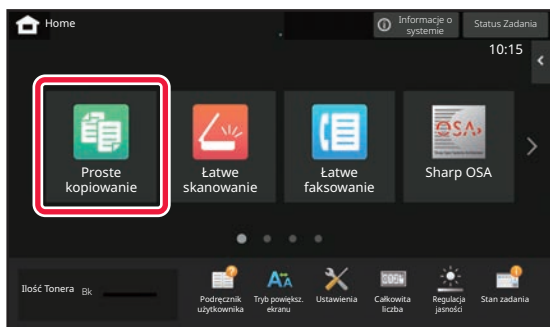 Home
Informacje o
systemie
Status Zadania
10:15
OSA
Proste
kopiowanie
Łatwe
skanowanie
Łatwe
faksowanie
Sharp OSA
Ilość Tonera Bk
Podręcznik
użytkownika
Tryb powiększ.
ekranu
Ustawienia
Całkowita
liczba
Regulacja
jasności
Stan zadania